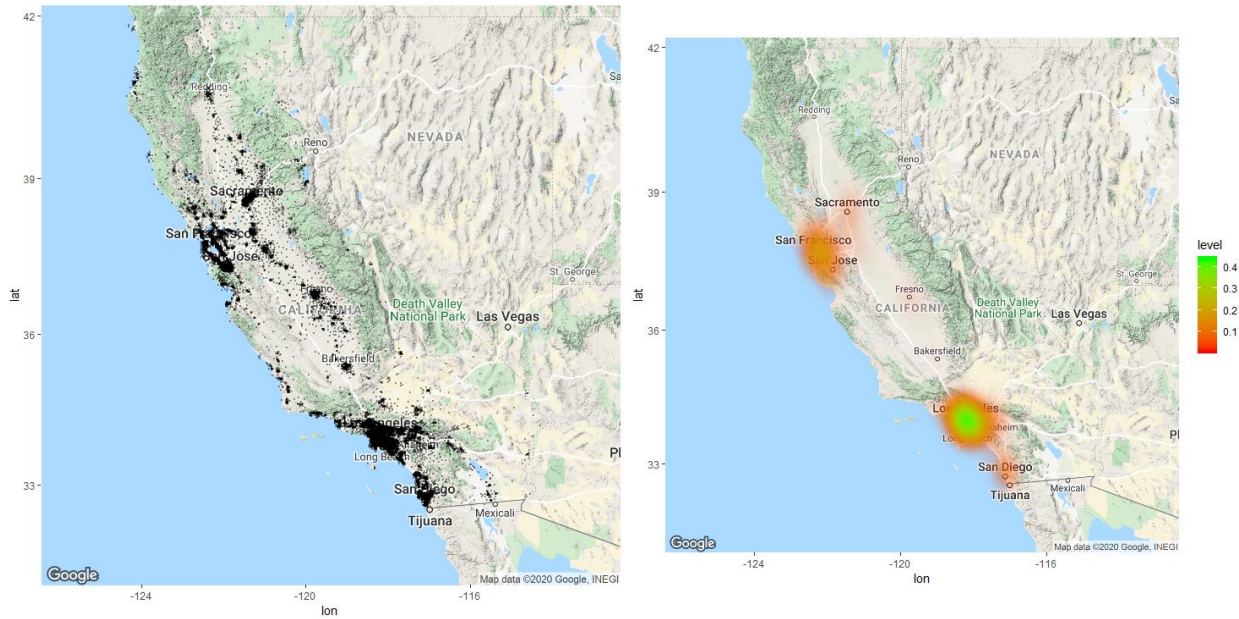 42
39
36
33
lat
-124
-120
-116
lon
Redding
Reno
NEVADA
Sacramento
San Francisco
San Jose
Fresno
CALIFORNIA
Death Valley
National Park
Las Vegas
St. George
Bakersfield
Los Angeles
Long Beach
San Diego
Tijuana
Mexicali
Google
Map data ©2020 Google, INEGI
42
39
36
33
lat
-124
-120
-116
lon
Redding
Reno
NEVADA
Sacramento
San Francisco
San Jose
Fresno
CALIFORNIA
Death Valley
National Park
Las Vegas
St. George
Bakersfield
Los Angeles
Long Beach
San Diego
Tijuana
Mexicali
Google
Map data ©2020 Google, INEGI
level
0.4
0.3
0.2
0.1